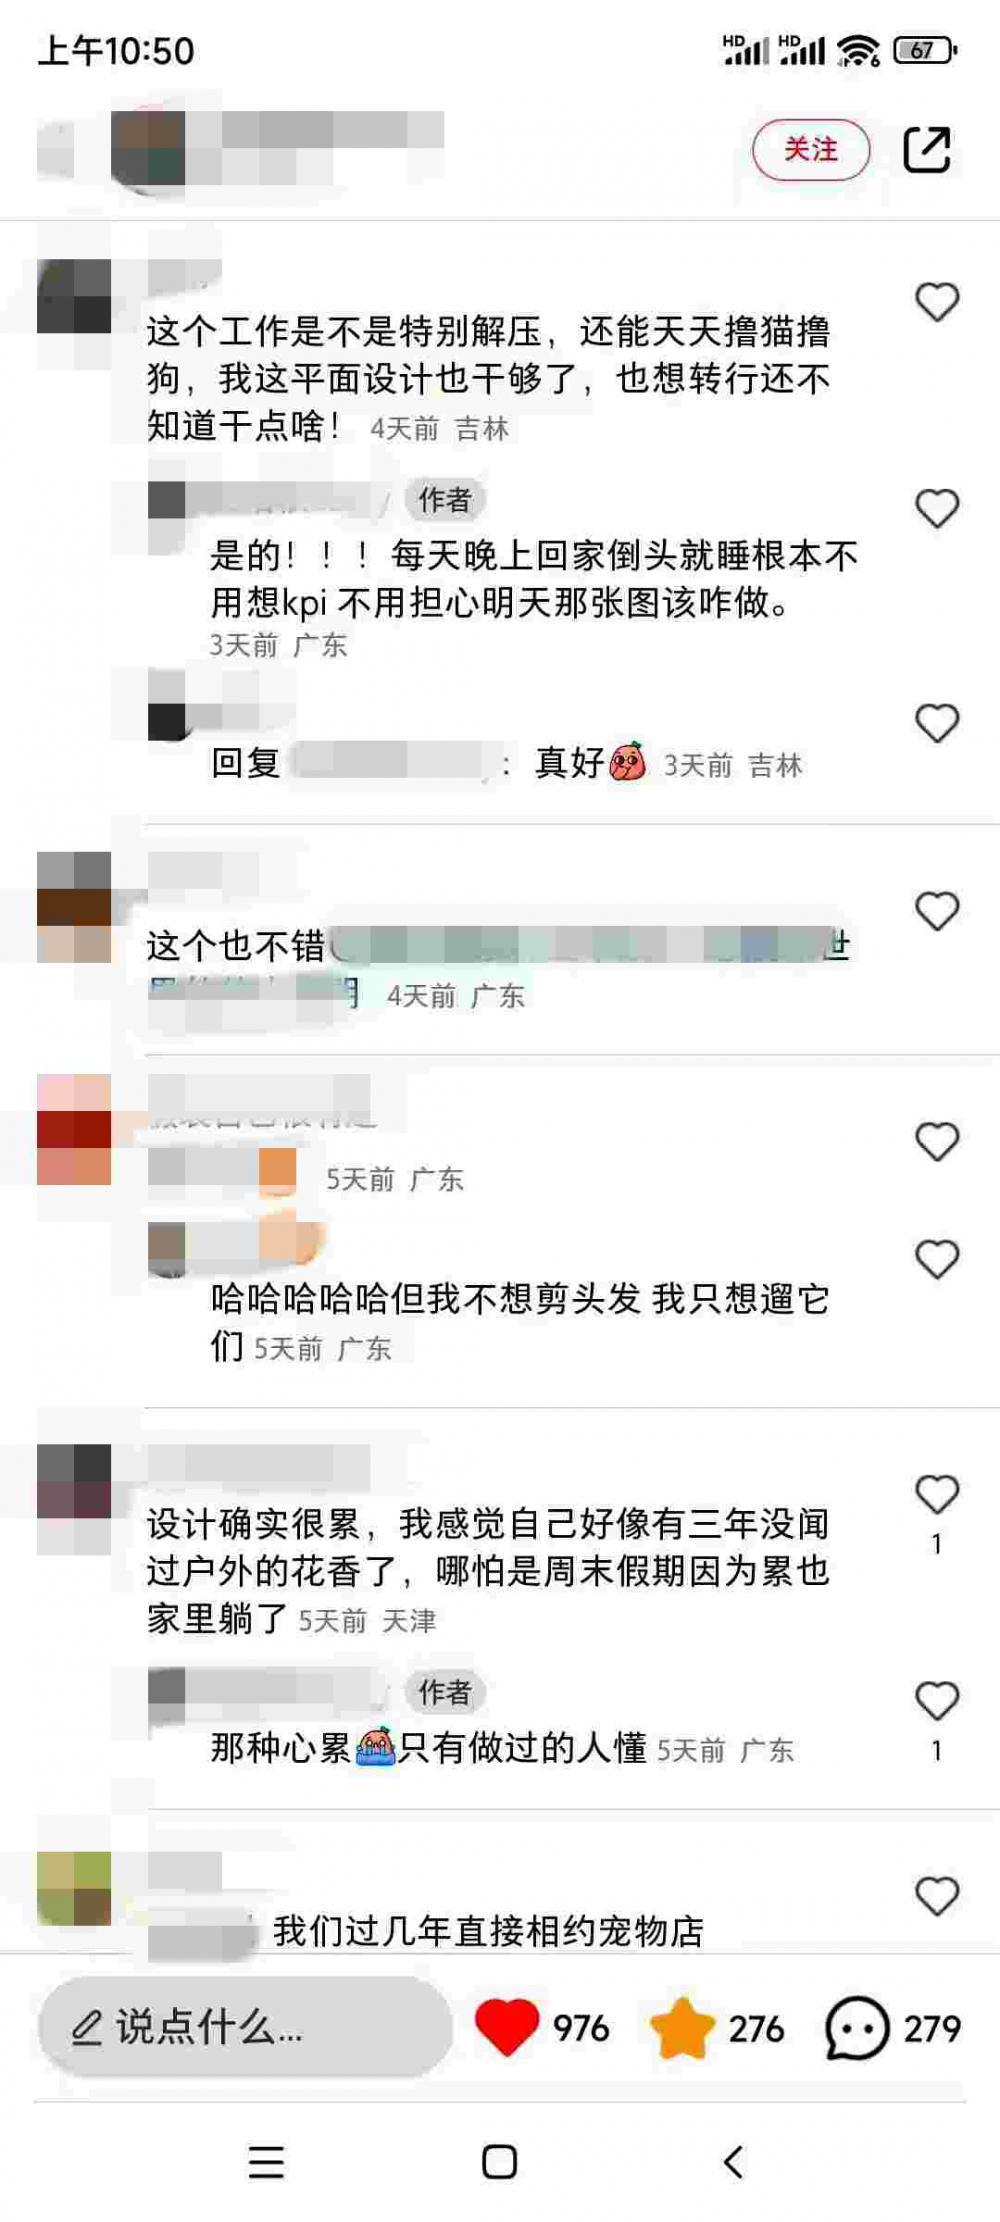 上午10:50
HD HD 6 67
关注
这个工作是不是特别解压，还能天天撸猫撸
狗，我这平面设计也干够了，也想转行还不
知道干点啥！ 4天前 吉林
作者
是的！！！每天晚上回家倒头就睡根本不
用想kpi 不用担心明天那张图该咋做。
3天前 广东
回复 ：真好 3天前 吉林
这个也不错 世
4天前 广东
5天前 广东
哈哈哈哈哈但我不想剪头发 我只想遛它
们 5天前 广东
设计确实很累，我感觉自己好像有三年没闻
过户外的花香了，哪怕是周末假期因为累也
家里躺了 5天前 天津
1
作者
那种心累只有做过的人懂 5天前 广东
1
我们过几年直接相约宠物店
说点什么... 976 276 279